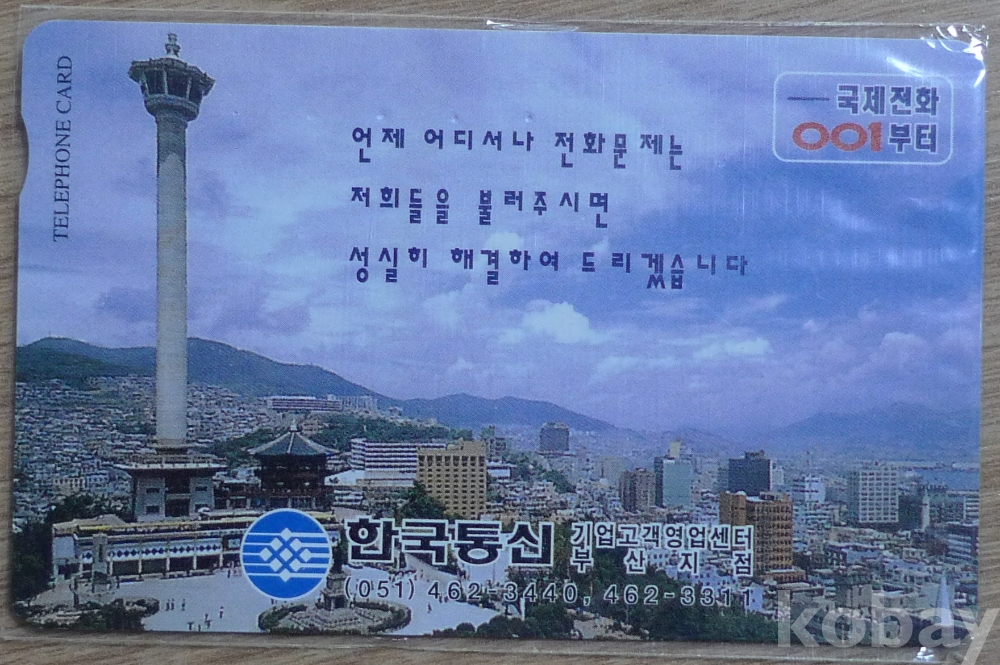 TELEPHONE CARD
국제전화
001부터
언제 어디서나 전화문제는
저희들을 불러주시면
성실히 해결하여 드리겠습니다
한국통신 기업고객영업센터
부산지점
(051) 462-3440, 462-3311
kobay